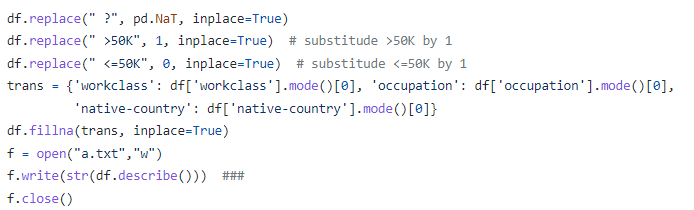 df.replace(" ?", pd.NaT, inplace=True)
df.replace(" >50K", 1, inplace=True)  # substitude >50K by 1
df.replace(" <=50K", 0, inplace=True)  # substitude <=50K by 0
trans = {'workclass': df['workclass'].mode()[0], 'occupation': df['occupation'].mode()[0],
         'native-country': df['native-country'].mode()[0]}
df.fillna(trans, inplace=True)
f = open("a.txt","w")
f.write(str(df.describe()))  ###
f.close()